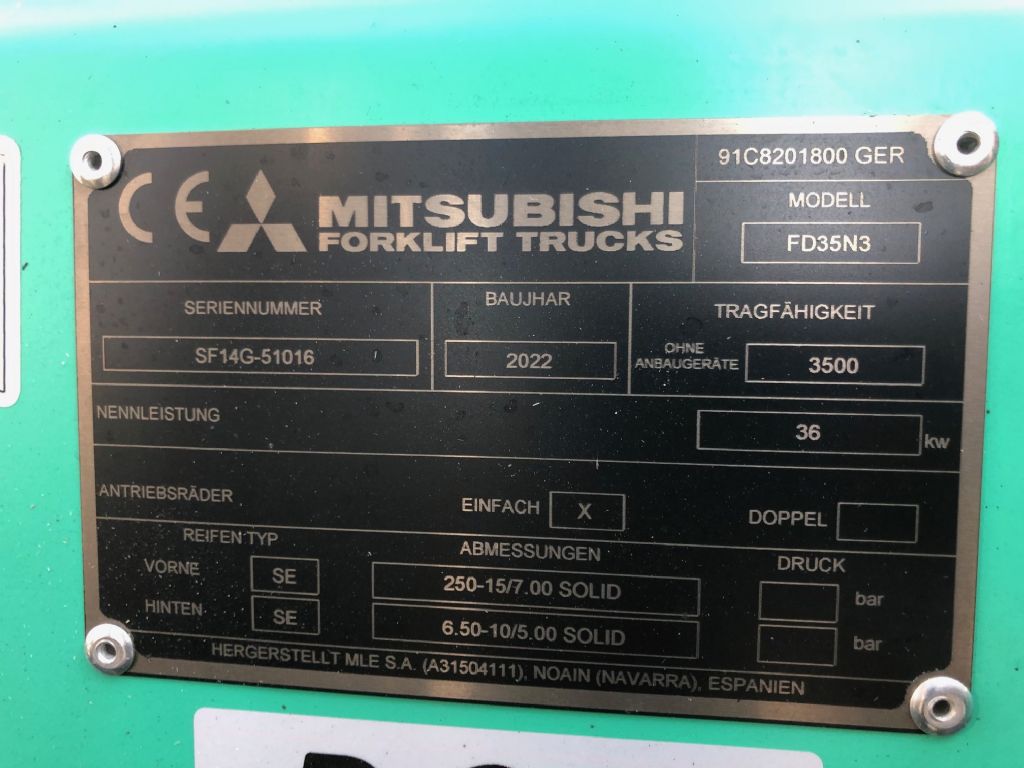 CE MITSUBISHI
FORKLIFT TRUCKS
91C8201800 GER
MODELL
FD35N3
SERIENNUMMER
SF14G-51016
BAUJHAR
2022
TRAGFÄHIGKEIT
OHNE
ANBAUGERÄTE
3500
NENNLEISTUNG
36 kw
ANTRIEBSRÄDER EINFACH X DOPPEL
REIFEN TYP ABMESSUNGEN DRUCK
VORNE SE 250-15/7.00 SOLID bar
HINTEN SE 6.50-10/5.00 SOLID bar
HERGERSTELLT MLE S.A. (A31504111), NOAIN (NAVARRA), ESPANIEN